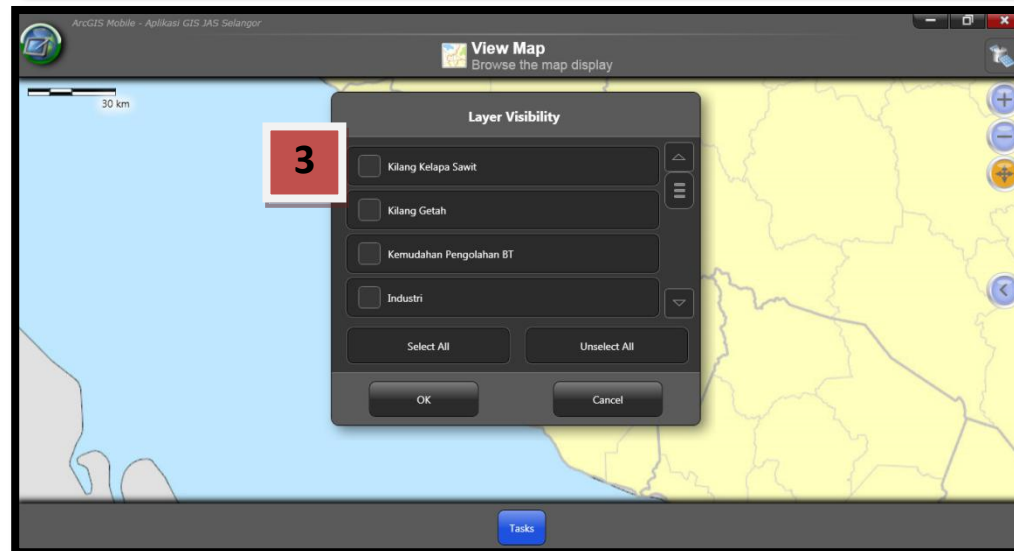 ArcGIS Mobile - Aplikasi GIS JAS Selangor
View Map
Browse the map display
30 km
Layer Visibility
3
Kilang Kelapa Sawit
Kilang Getah
Kemudahan Pengolahan BT
Industri
Select All
Unselect All
OK
Cancel
Tasks